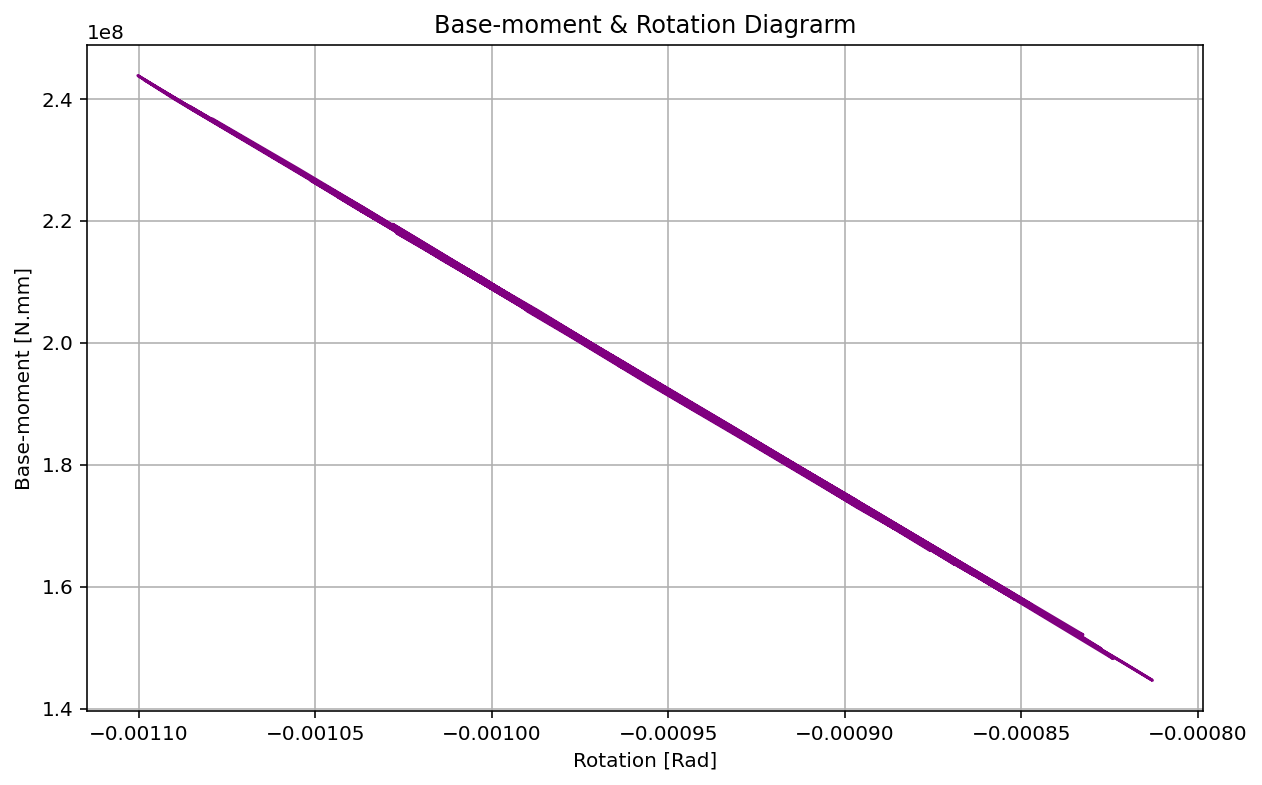 Base-moment & Rotation Diagrarm
1e8
2.4
2.2
2.0
1.8
1.6
1.4
Base-moment [N.mm]
−0.00110 −0.00105 −0.00100 −0.00095 −0.00090 −0.00085 −0.00080
Rotation [Rad]